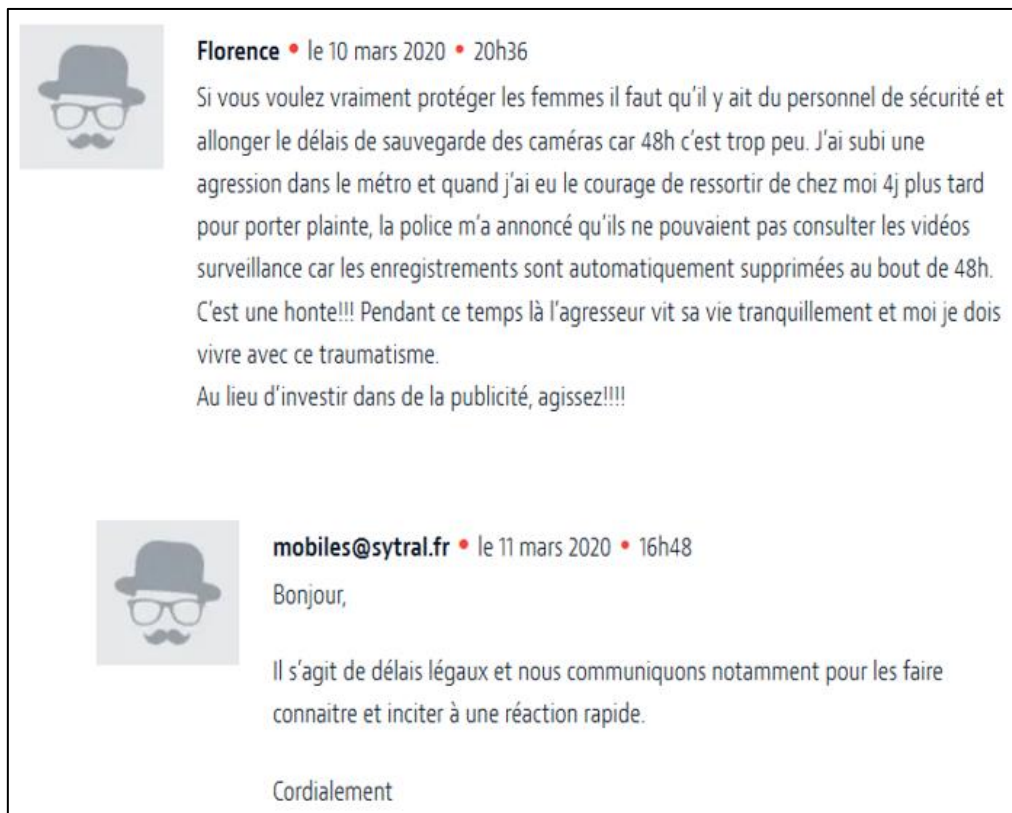 Florence • le 10 mars 2020 • 20h36
Si vous voulez vraiment protéger les femmes il faut qu'il y ait du personnel de sécurité et
allonger le délais de sauvegarde des caméras car 48h c'est trop peu. J'ai subi une
agression dans le métro et quand j'ai eu le courage de ressortir de chez moi 4j plus tard
pour porter plainte, la police m'a annoncé qu'ils ne pouvaient pas consulter les vidéos
surveillance car les enregistrements sont automatiquement supprimées au bout de 48h.
C'est une honte!!! Pendant ce temps là l'agresseur vit sa vie tranquillement et moi je dois
vivre avec ce traumatisme.
Au lieu d'investir dans de la publicité, agissez!!!!
mobiles@sytral.fr • le 11 mars 2020 • 16h48
Bonjour,
Il s'agit de délais légaux et nous communiquons notamment pour les faire
connaitre et inciter à une réaction rapide.
Cordialement